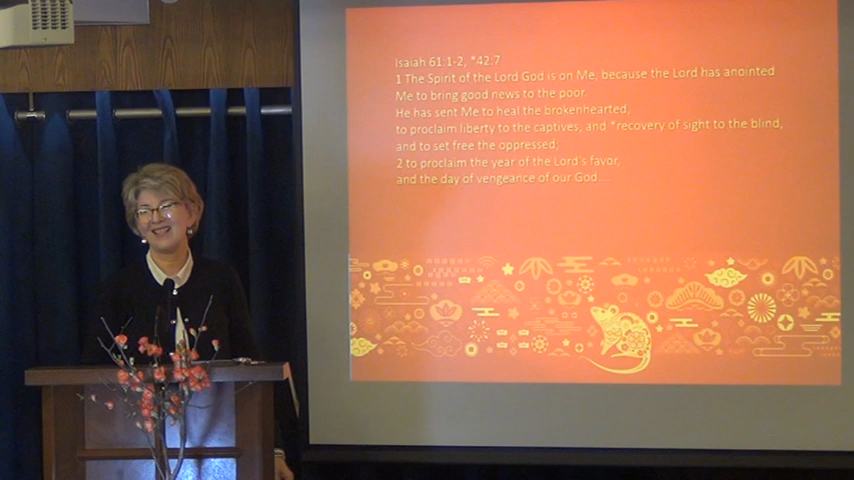 Isaiah 61:1-2, *42:7
1 The Spirit of the Lord God is on Me, because the Lord has anointed
Me to bring good news to the poor.
He has sent Me to heal the brokenhearted,
to proclaim liberty to the captives, and *recovery of sight to the blind,
and to set free the oppressed;
2 to proclaim the year of the Lord's favor,
and the day of vengeance of our God....